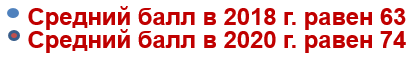 Средний балл в 2018 г. равен 63
Средний балл в 2020 г. равен 74